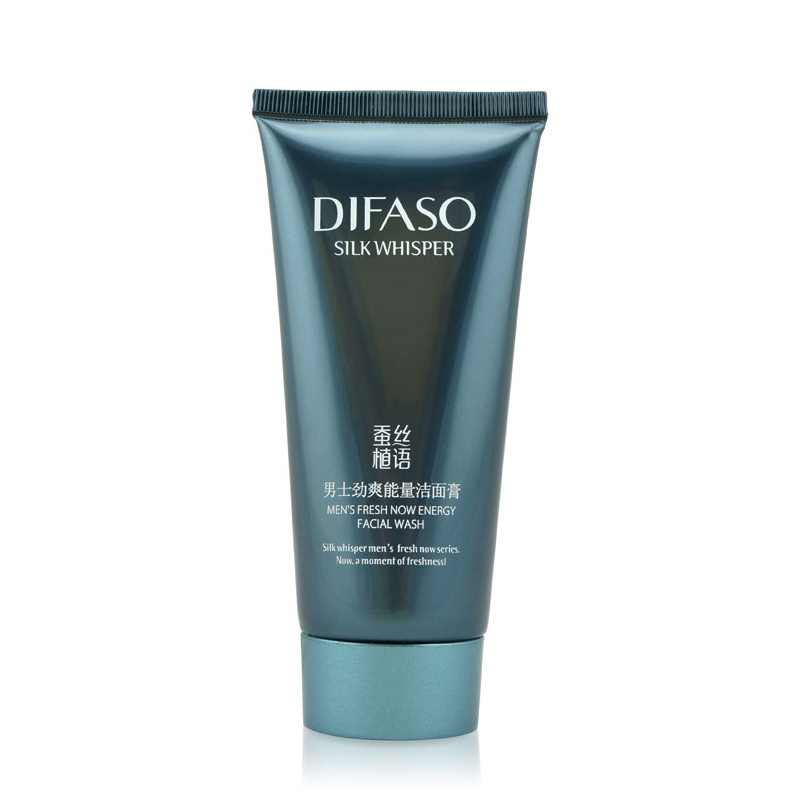 DIFASO
SILK WHISPER
蚕丝
植语
男士劲爽能量洁面膏
MEN'S FRESH NOW ENERGY
FACIAL WASH
Silk whisper men's fresh now series.
Now, a moment of freshness!